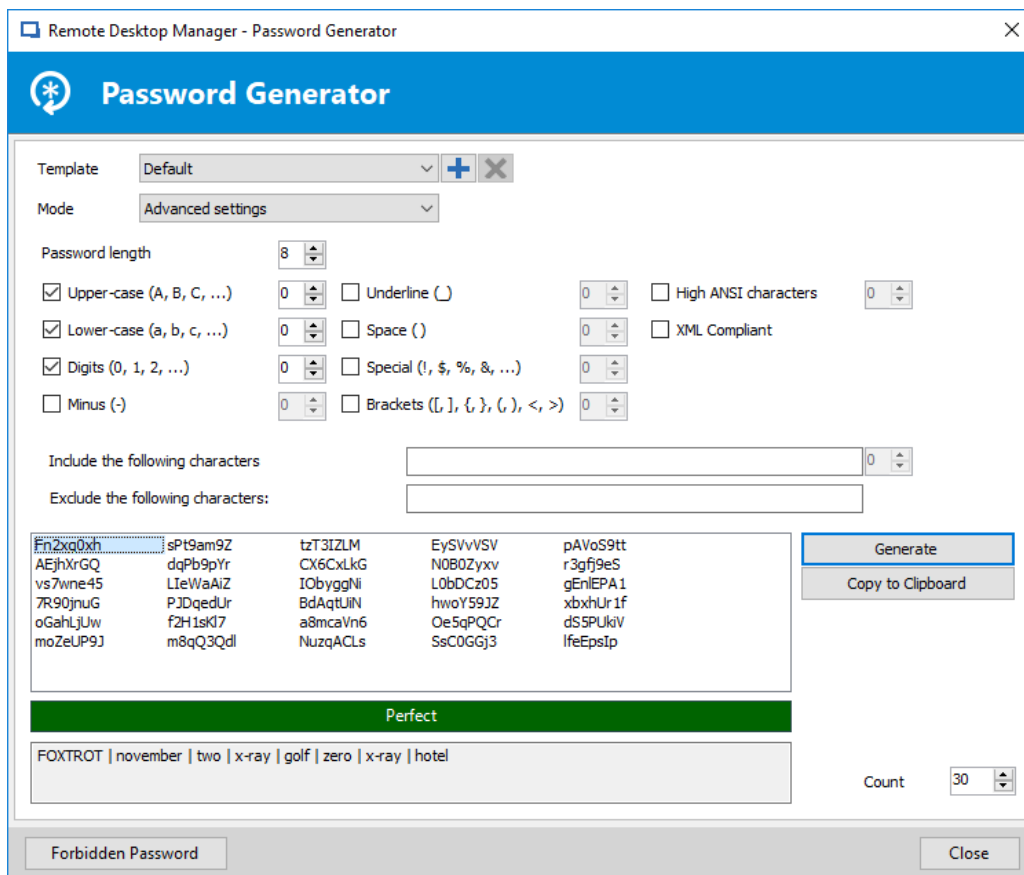 Remote Desktop Manager - Password Generator
Password Generator
Template Default
Mode Advanced settings
Password length 8
Upper-case (A, B, C, ...) 0 Underline (_) 0 High ANSI characters 0
Lower-case (a, b, c, ...) 0 Space ( ) 0 XML Compliant
Digits (0, 1, 2, ...) 0 Special (!, $, %, &, ...) 0
Minus (-) 0 Brackets ([, ], {, }, (, ), <, >) 0
Include the following characters 0
Exclude the following characters:
Fn2xg0xh sPt9am9Z tzT3IZLM EySVvVSV pAVoS9tt
AEjhXrGQ dqPb9pYr CX6CxLkG N0B0Zyxv r3gfj9eS
vs7wne45 LIeWaAiZ IObyggNi L0bDCz05 gEnlEPA1
7R90jnuG PJDqedUr BdAqtUiN hwoY59JZ xbxhUr1f
oGahLjUw f2H1sKl7 a8mcaVn6 Oe5qPQCr dS5PUkiV
moZeUP9J m8qQ3Qdl NuzqACLs SsC0GGj3 lfeEpsIp
Generate
Copy to Clipboard
Perfect
FOXTROT | november | two | x-ray | golf | zero | x-ray | hotel
Count 30
Forbidden Password Close